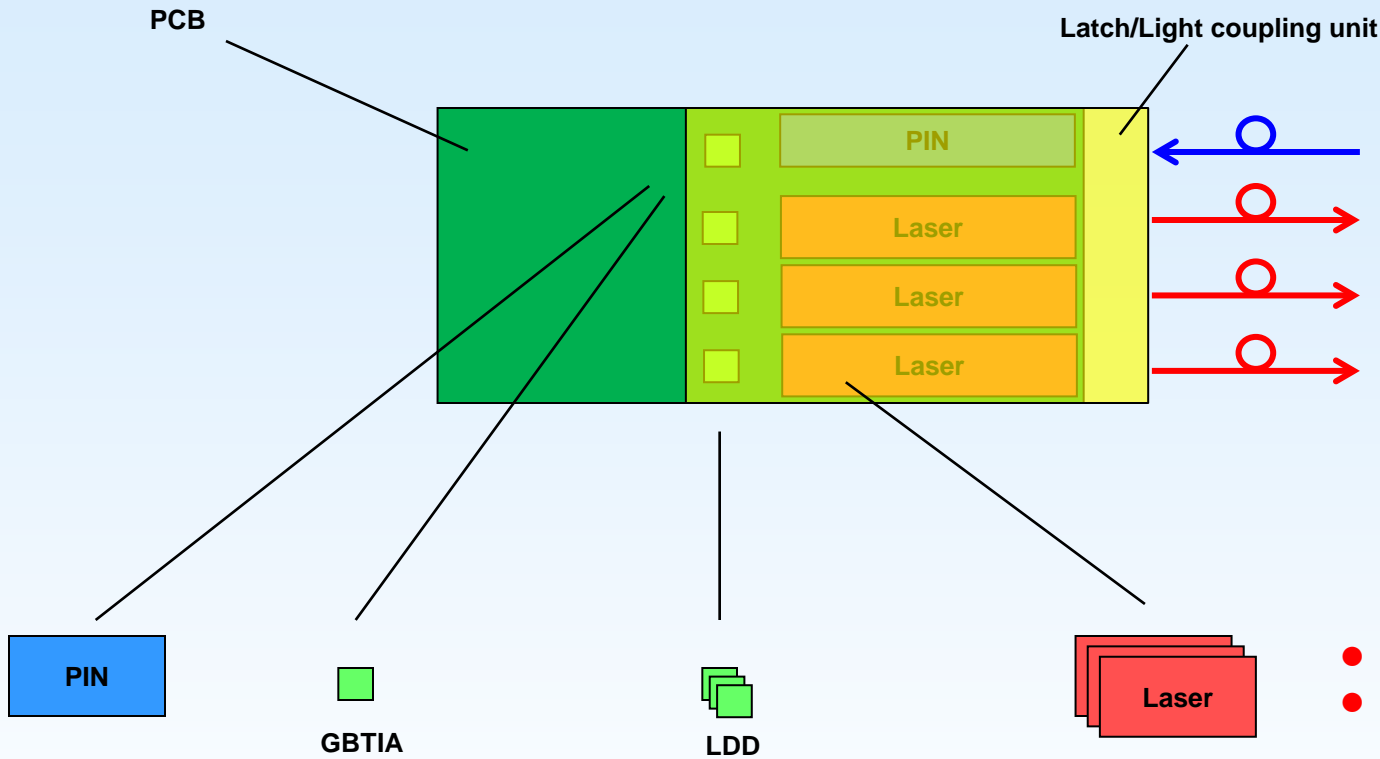 PCB
Latch/Light coupling unit
PIN
Laser
Laser
Laser
PIN
Laser
GBTIA
LDD